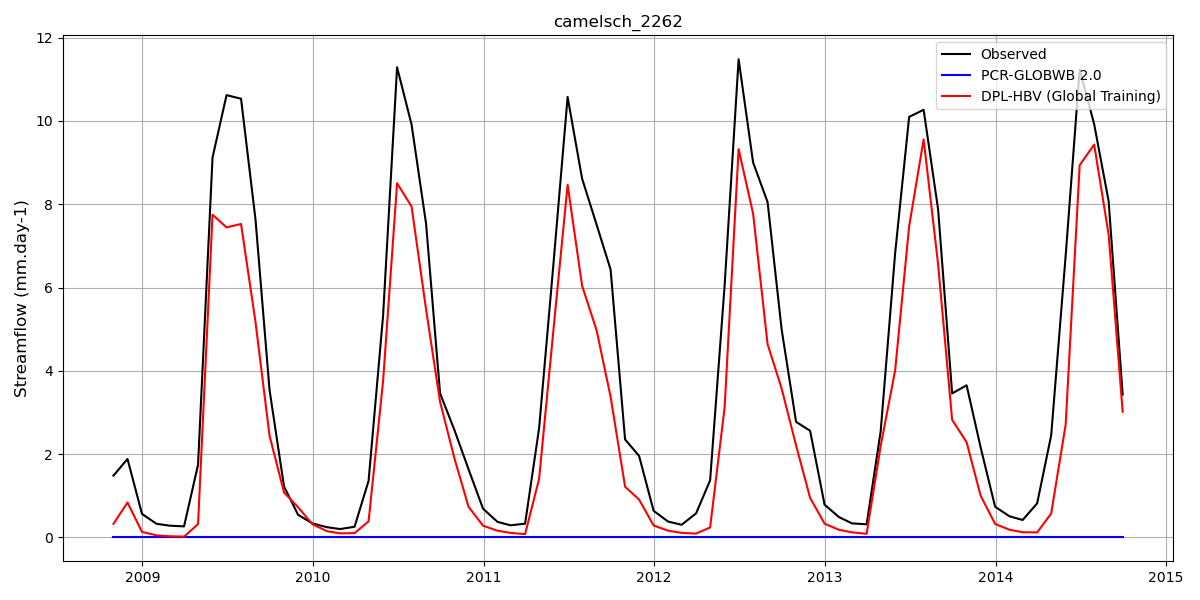 camelsch_2262
Streamflow (mm.day-1)
12
10
8
6
4
2
0
Observed
PCR-GLOBWB 2.0
DPL-HBV (Global Training)
2009 2010 2011 2012 2013 2014 2015